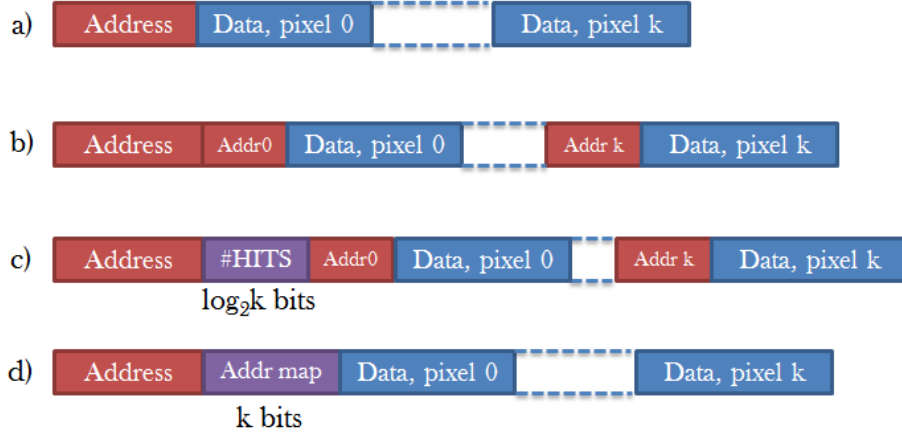 a) Address Data, pixel 0 Data, pixel k
b) Address Addr0 Data, pixel 0 Addr k Data, pixel k
c) Address #HITS Addr0 Data, pixel 0 Addr k Data, pixel k
log₂k bits
d) Address Addr map Data, pixel 0 Data, pixel k
k bits